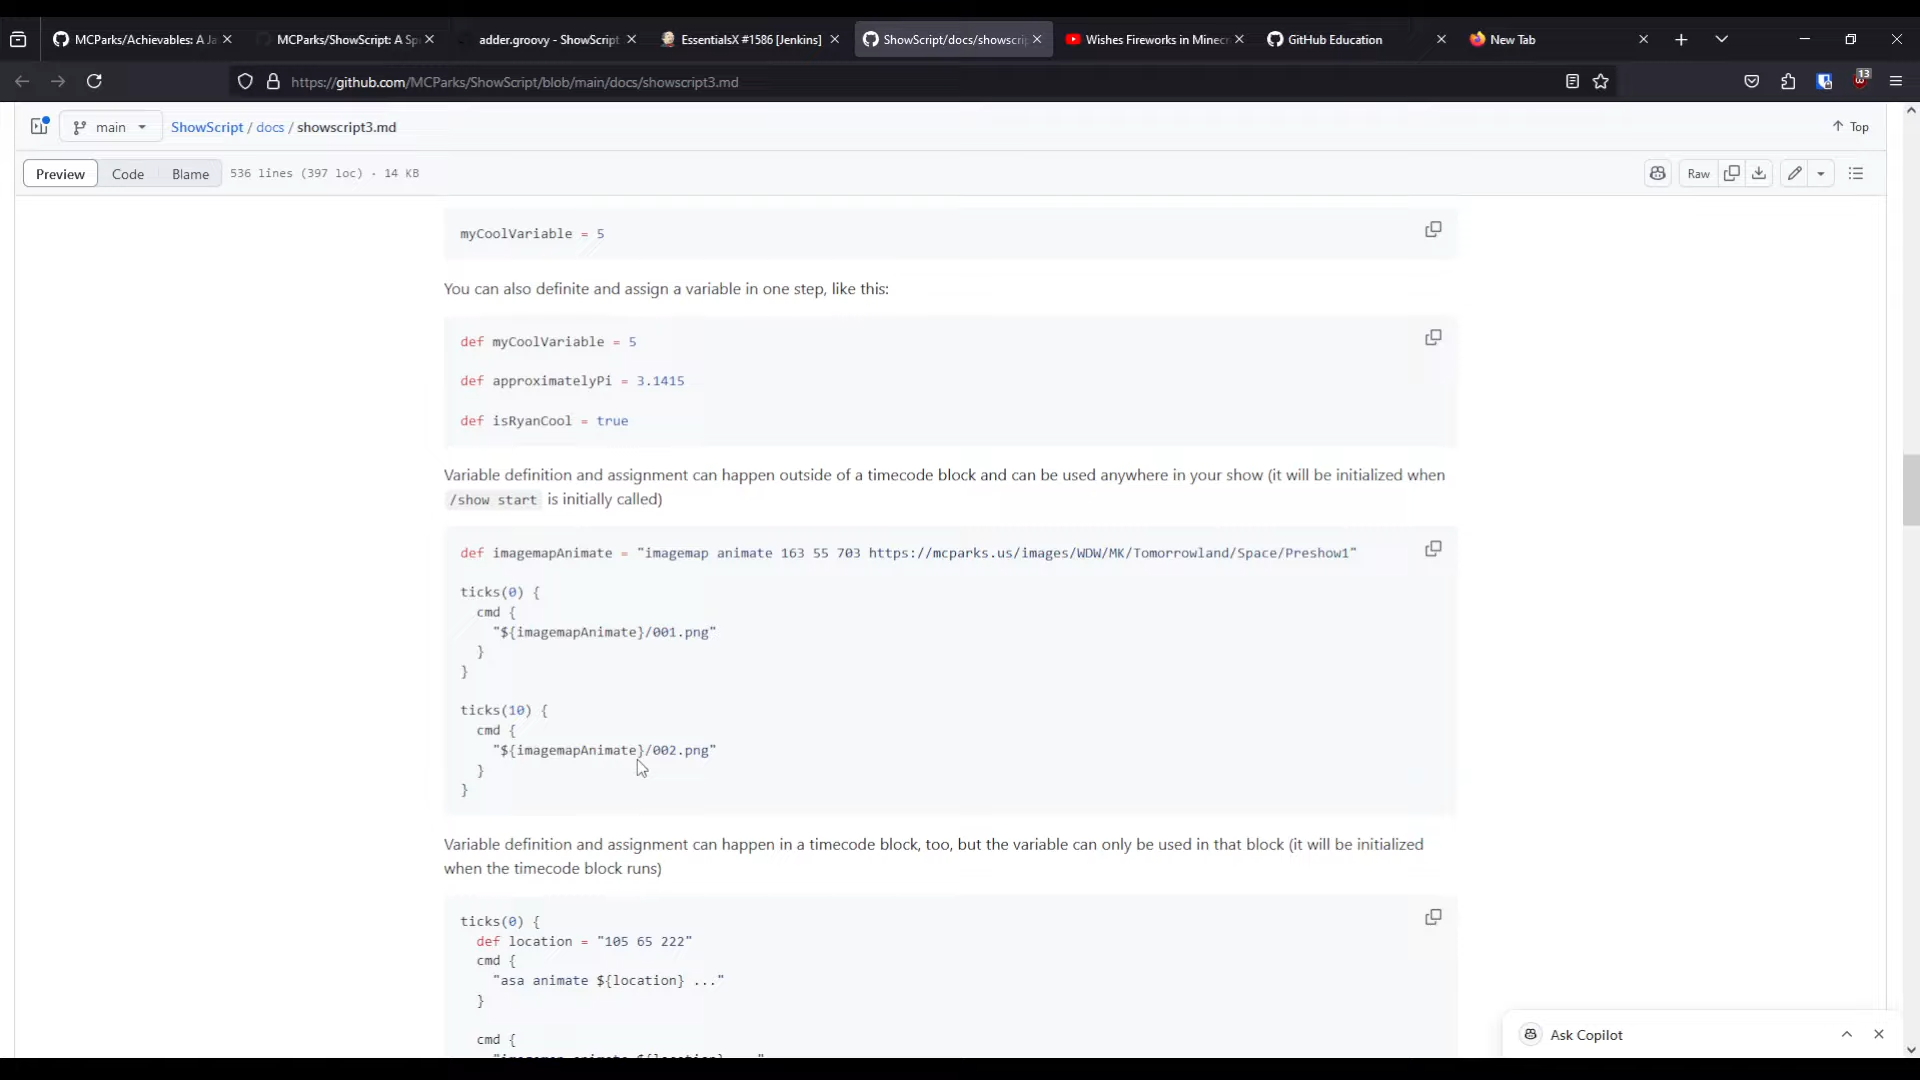 MCParks/Achievables: A Ja
MCParks/ShowScript: A Sp
adder.groovy - ShowScript
EssentialsX #1586 [Jenkins]
ShowScript/docs/showscri
Wishes Fireworks in Minec
GitHub Education
New Tab
https://github.com/MCParks/ShowScript/blob/main/docs/showscript3.md
13
main
ShowScript / docs / showscript3.md
Top
Preview
Code
Blame
536 lines (397 loc) · 14 KB
Raw
myCoolVariable = 5
You can also definite and assign a variable in one step, like this:
def myCoolVariable = 5
def approximatelyPi = 3.1415
def isRyanCool = true
Variable definition and assignment can happen outside of a timecode block and can be used anywhere in your show (it will be initialized when
/show start is initially called)
def imagemapAnimate = "imagemap animate 163 55 703 https://mcparks.us/images/WDW/MK/Tomorrowland/Space/Preshow1"
ticks(0) {
cmd {
"${imagemapAnimate}/001.png"
}
}
ticks(10) {
cmd {
"${imagemapAnimate}/002.png"
}
}
Variable definition and assignment can happen in a timecode block, too, but the variable can only be used in that block (it will be initialized
when the timecode block runs)
ticks(0) {
def location = "105 65 222"
cmd {
"asa animate ${location} ..."
}
cmd {
"imagemap animate ${location} ..."
Ask Copilot